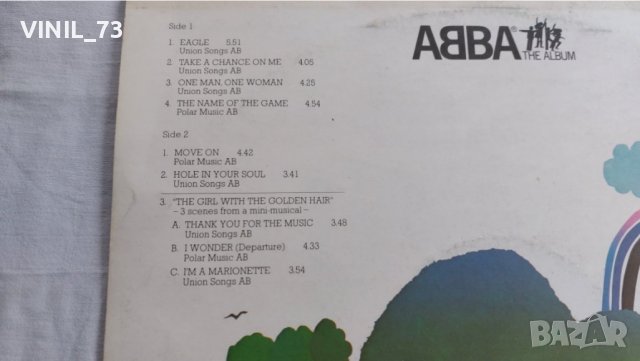 VINIL_73
Side 1
1. EAGLE 5.51
Union Songs AB
2. TAKE A CHANCE ON ME 4.05
Union Songs AB
3. ONE MAN, ONE WOMAN 4.25
Union Songs AB
4. THE NAME OF THE GAME 4.54
Polar Music AB
Side 2
1. MOVE ON 4.42
Polar Music AB
2. HOLE IN YOUR SOUL 3.41
Union Songs AB
3. "THE GIRL WITH THE GOLDEN HAIR"
– 3 scenes from a mini-musical –
A. THANK YOU FOR THE MUSIC 3.48
Union Songs AB
B. I WONDER (Departure) 4.33
Polar Music AB
C. I'M A MARIONETTE 3.54
Union Songs AB
ABBA®
THE ALBUM
BAZAR
bg